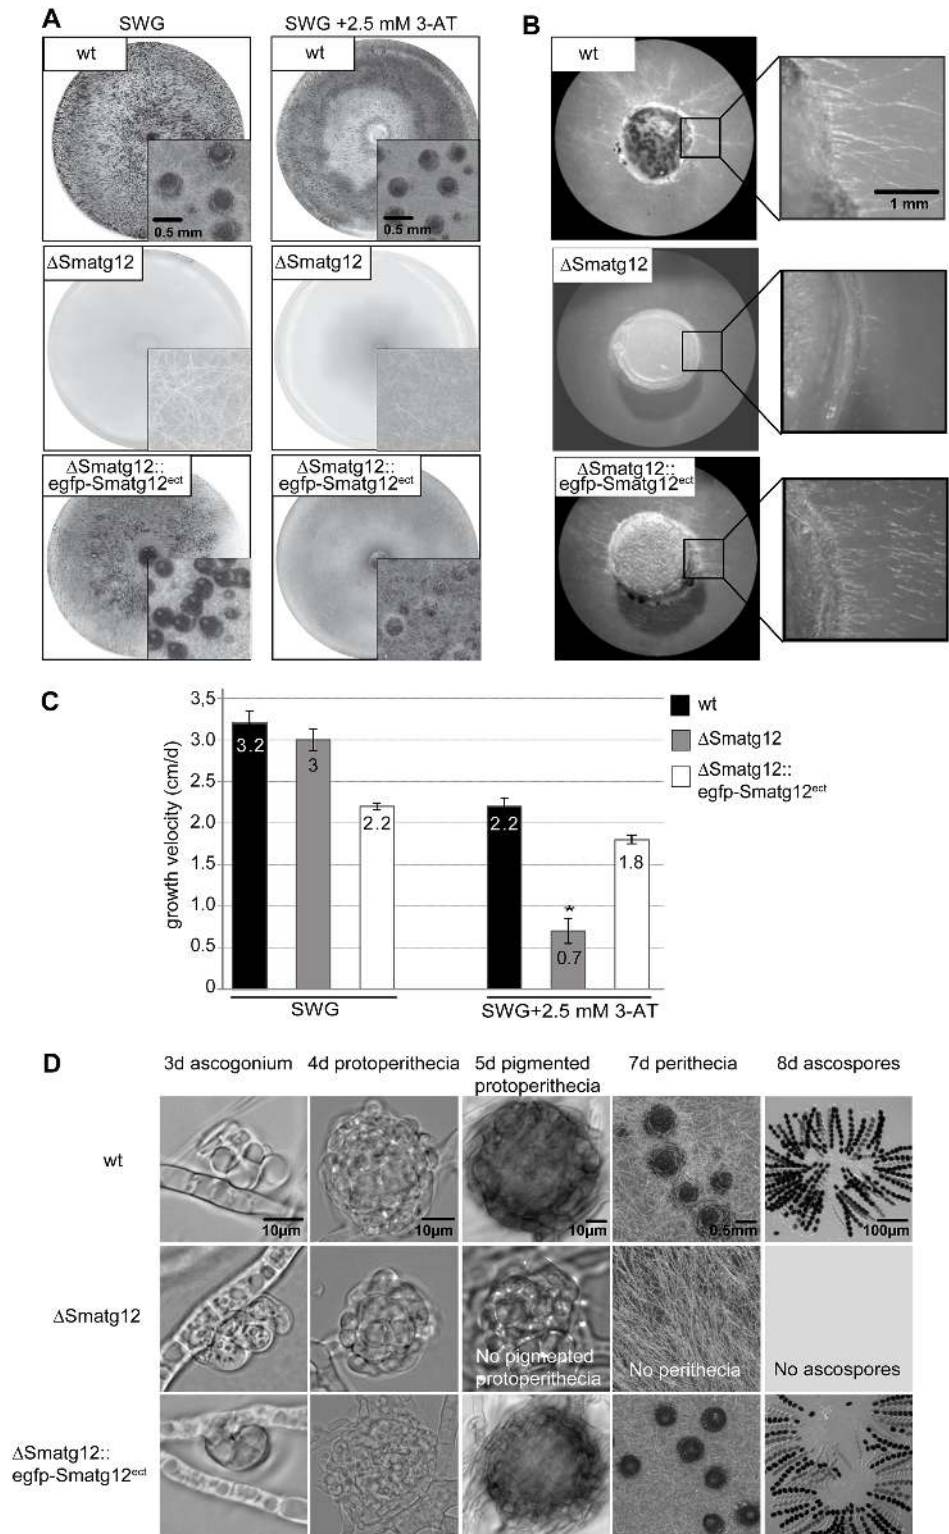 A
SWG
SWG +2.5 mM 3-AT
wt
wt
0.5 mm
0.5 mm
ΔSmatg12
ΔSmatg12
ΔSmatg12::
egfp-Smatg12ᵉᶜᵗ
ΔSmatg12::
egfp-Smatg12ᵉᶜᵗ
B
wt
1 mm
ΔSmatg12
ΔSmatg12::
egfp-Smatg12ᵉᶜᵗ
C
growth velocity (cm/d)
3,5
3.0
2.5
2.0
1.5
1.0
0.5
0
3.2
3
2.2
2.2
*
0.7
1.8
SWG
SWG+2.5 mM 3-AT
wt
ΔSmatg12
ΔSmatg12::
egfp-Smatg12ᵉᶜᵗ
D
3d ascogonium
4d protoperithecia
5d pigmented
protoperithecia
7d perithecia
8d ascospores
wt
10µm
10µm
10µm
0.5mm
100µm
ΔSmatg12
No pigmented
protoperithecia
No perithecia
No ascospores
ΔSmatg12::
egfp-Smatg12ᵉᶜᵗ